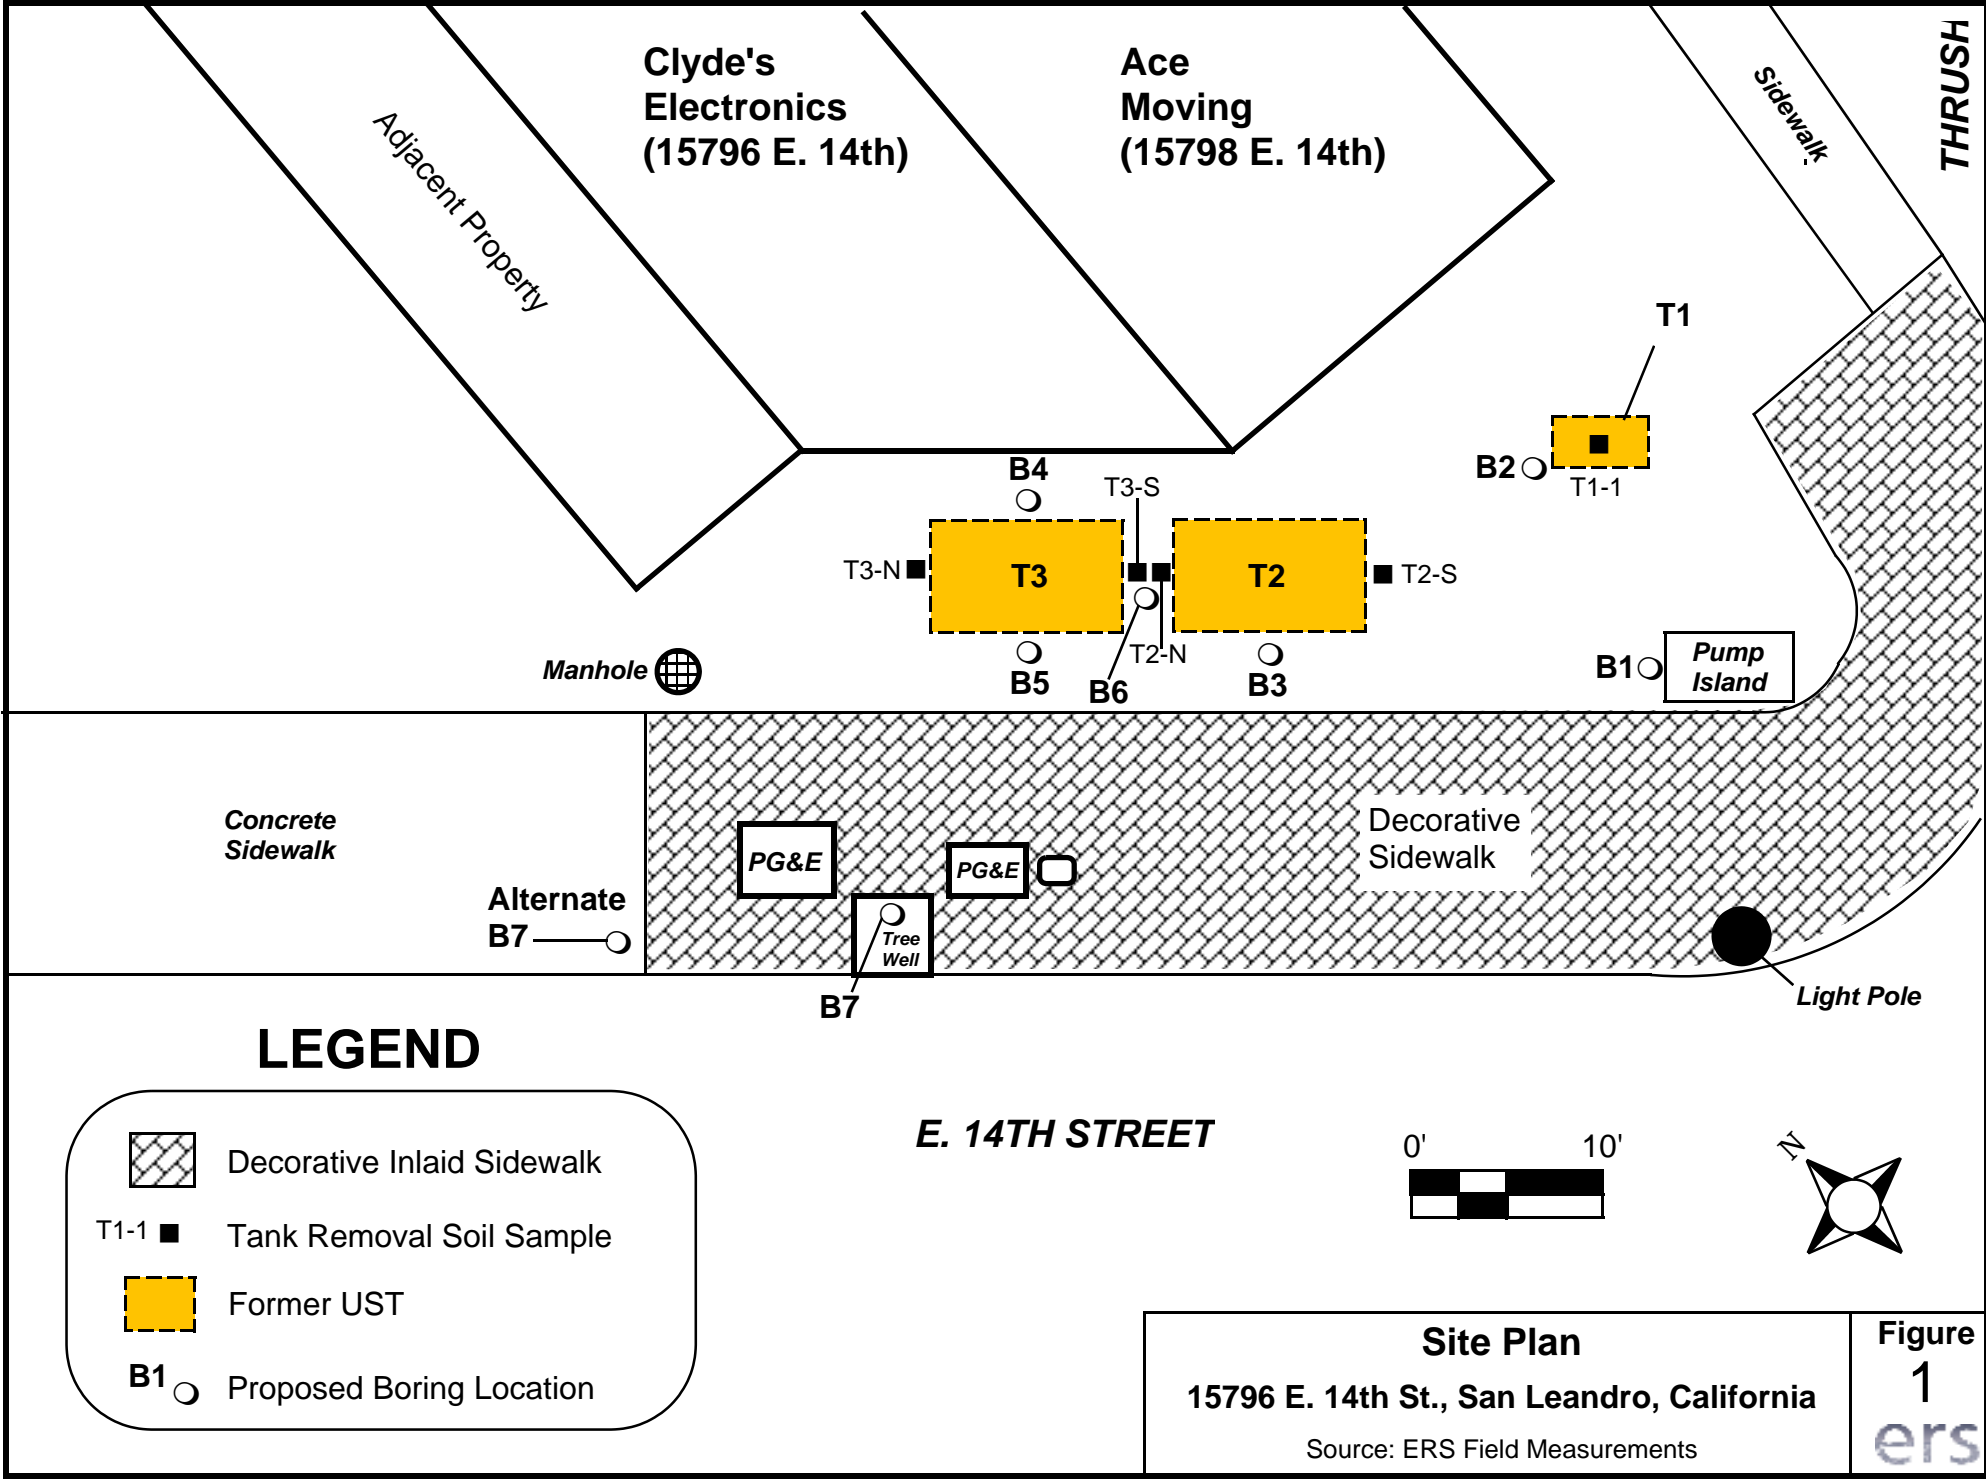 Clyde's
Electronics
(15796 E. 14th)
Ace
Moving
(15798 E. 14th)
Sidewalk
THRUSH
Adjacent Property
T1
B4
T3-S
B2
T1-1
T3-N
T3
T2
T2-S
Manhole
B5
B6
T2-N
B3
B1
Pump
Island
Concrete
Sidewalk
Decorative
Sidewalk
PG&E
PG&E
Alternate
B7
Tree
Well
B7
Light Pole
LEGEND
Decorative Inlaid Sidewalk
T1-1
Tank Removal Soil Sample
Former UST
B1
Proposed Boring Location
E. 14TH STREET
0'
10'
N
Site Plan
15796 E. 14th St., San Leandro, California
Source: ERS Field Measurements
Figure
1
ers